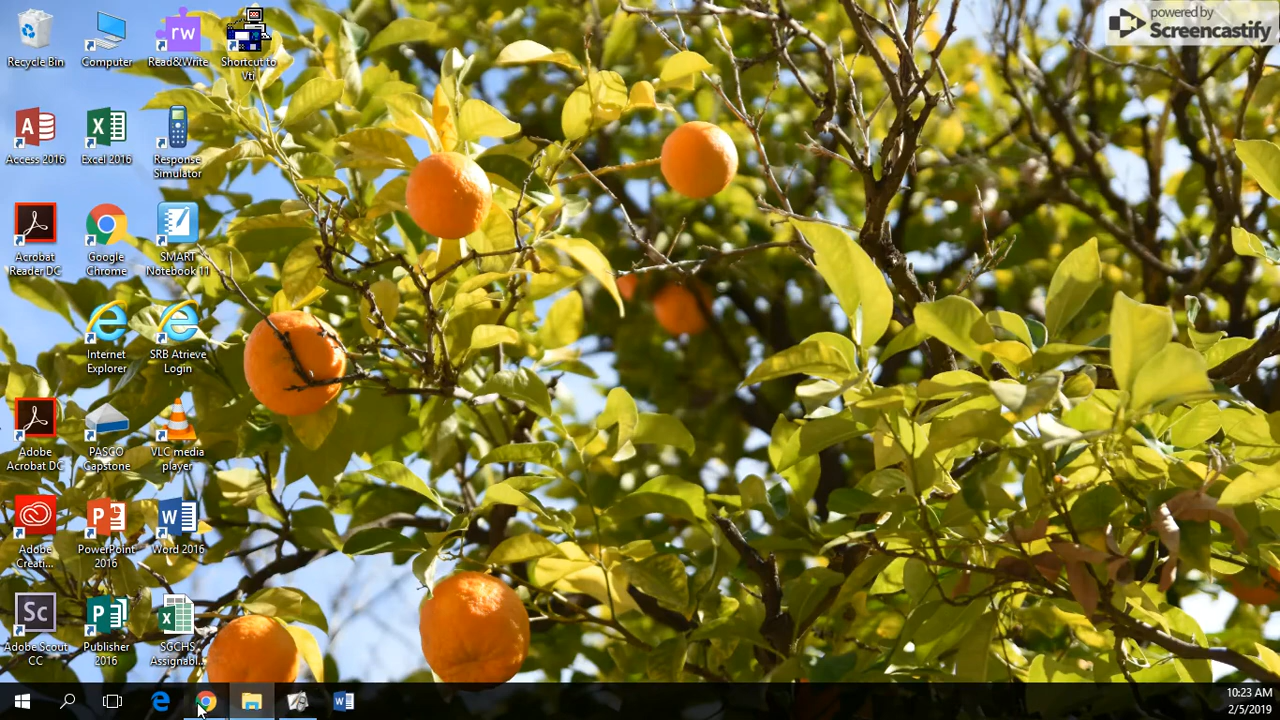 powered by
Screencastify
Recycle Bin
Computer
rw
Read&Write
Shortcut to
Vti
Access 2016
Excel 2016
Response
Simulator
Acrobat
Reader DC
Google
Chrome
SMART
Notebook 11
Internet
Explorer
SRB Atrieve
Login
Adobe
Acrobat DC
PASCO
Capstone
VLC media
player
Adobe
Creati...
PowerPoint
2016
Word 2016
Sc
Adobe Scout
CC
Publisher
2016
SGCHS
Assignabl...
10:23 AM
2/5/2019